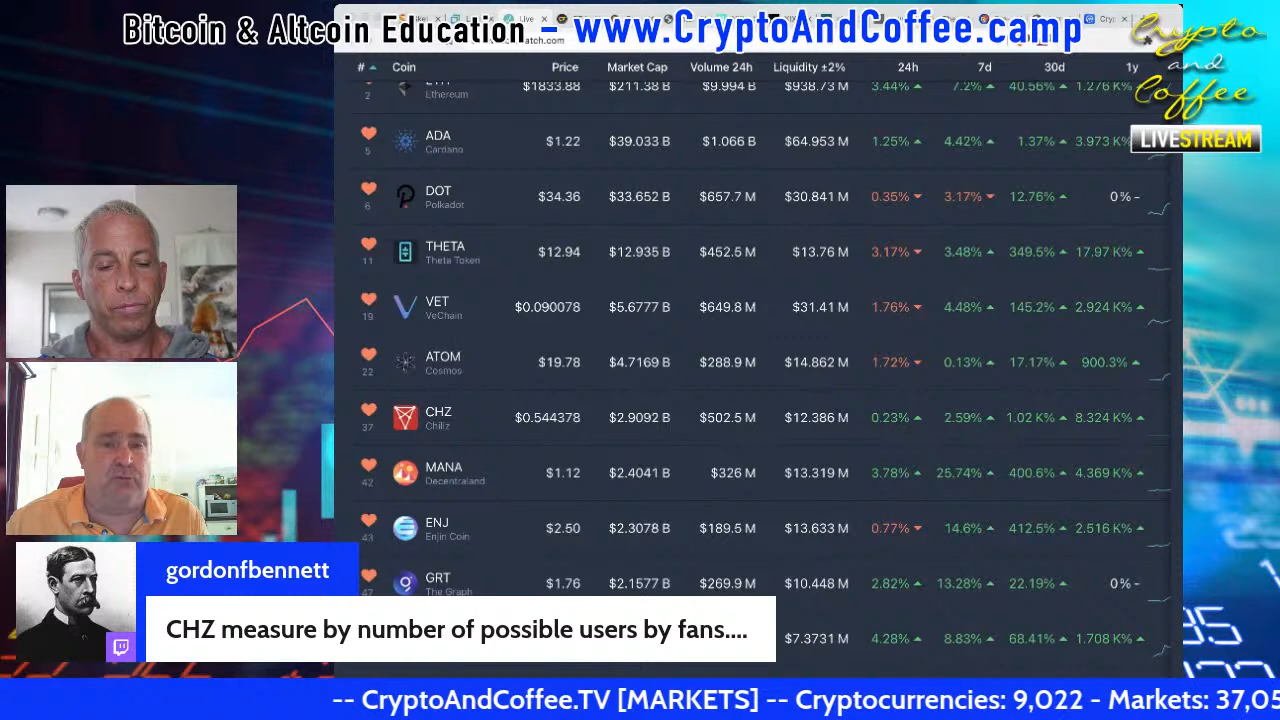 Bitcoin & Altcoin Education – www.CryptoAndCoffee.camp
Crypto
and
Coffee
LIVESTREAM
# Coin Price Market Cap Volume 24h Liquidity ±2% 24h 7d 30d 1y
2 Ethereum $1833.88 $211.38 B $9.994 B $938.73 M 3.44% 7.2% 40.56% 1.276 K%
ADA $1.22 $39.033 B $1.066 B $64.953 M 1.25% 4.42% 1.37% 3.973 K%
5 Cardano
DOT $34.36 $33.652 B $657.7 M $30.841 M 0.35% 3.17% 12.76% 0% -
6 Polkadot
THETA $12.94 $12.935 B $452.5 M $13.76 M 3.17% 3.48% 349.5% 17.97 K%
11 Theta Token
VET $0.090078 $5.6777 B $649.8 M $31.41 M 1.76% 4.48% 145.2% 2.924 K%
19 VeChain
ATOM $19.78 $4.7169 B $288.9 M $14.862 M 1.72% 0.13% 17.17% 900.3%
22 Cosmos
CHZ $0.544378 $2.9092 B $502.5 M $12.386 M 0.23% 2.59% 1.02 K% 8.324 K%
37 Chiliz
MANA $1.12 $2.4041 B $326 M $13.319 M 3.78% 25.74% 400.6% 4.369 K%
42 Decentraland
ENJ $2.50 $2.3078 B $189.5 M $13.633 M 0.77% 14.6% 412.5% 2.516 K%
43 Enjin Coin
GRT $1.76 $2.1577 B $269.9 M $10.448 M 2.82% 13.28% 22.19% 0% -
47 The Graph
$7.3731 M 4.28% 8.83% 68.41% 1.708 K%
gordonfbennett
CHZ measure by number of possible users by fans....
-- CryptoAndCoffee.TV [MARKETS] -- Cryptocurrencies: 9,022 - Markets: 37,05